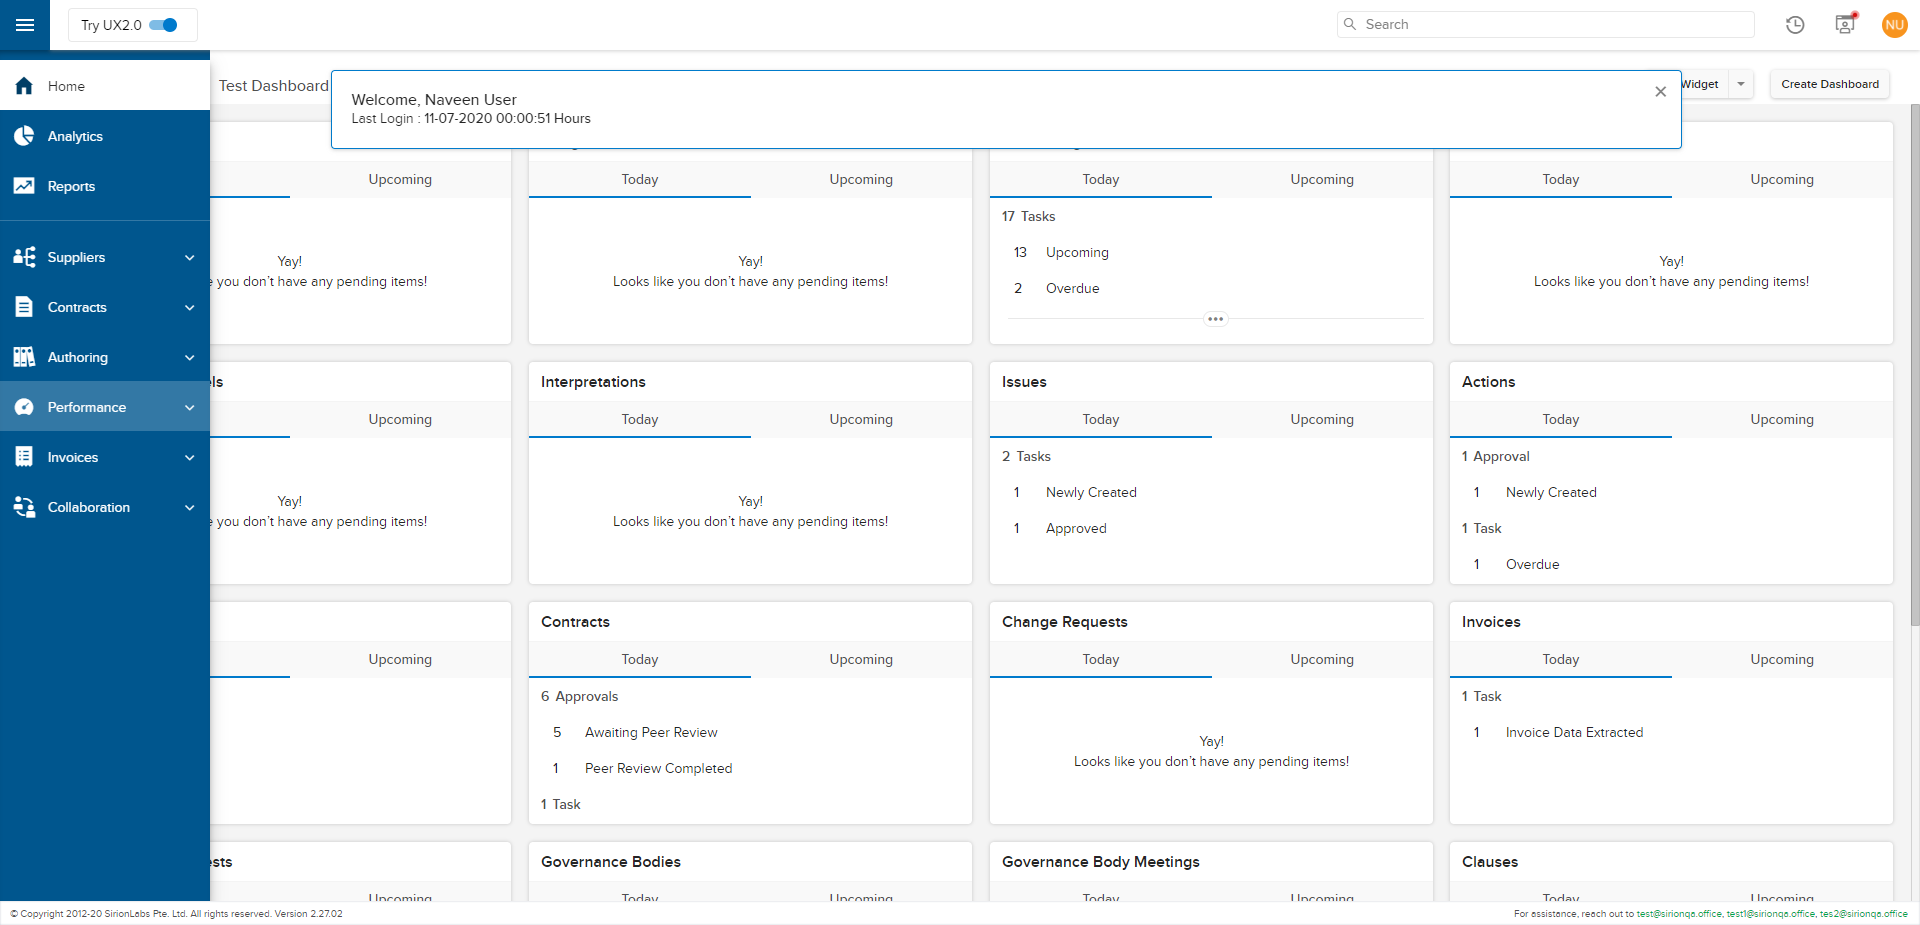 Try UX2.0
Search
NU
Home
Analytics
Reports
Suppliers
Contracts
Authoring
Performance
Invoices
Collaboration
Test Dashboard
Welcome, Naveen User
Last Login : 11-07-2020 00:00:51 Hours
Widget
Create Dashboard
Upcoming
Today
Upcoming
Today
Upcoming
Today
Upcoming
Yay!
you don't have any pending items!
Yay!
Looks like you don't have any pending items!
17 Tasks
13 Upcoming
2 Overdue
Yay!
Looks like you don't have any pending items!
els
Interpretations
Issues
Actions
Upcoming
Today
Upcoming
Today
Upcoming
Today
Upcoming
Yay!
you don't have any pending items!
Yay!
Looks like you don't have any pending items!
2 Tasks
1 Newly Created
1 Approved
1 Approval
1 Newly Created
1 Task
1 Overdue
Contracts
Change Requests
Invoices
Upcoming
Today
Upcoming
Today
Upcoming
Today
Upcoming
6 Approvals
5 Awaiting Peer Review
1 Peer Review Completed
1 Task
Yay!
Looks like you don't have any pending items!
1 Task
1 Invoice Data Extracted
ests
Governance Bodies
Governance Body Meetings
Clauses
Upcoming
Today
Upcoming
Today
Upcoming
Today
Upcoming
© Copyright 2012-20 SirionLabs Pte. Ltd. All rights reserved. Version 2.27.02
For assistance, reach out to test@sirionqa.office, test1@sirionqa.office, tes2@sirionqa.office